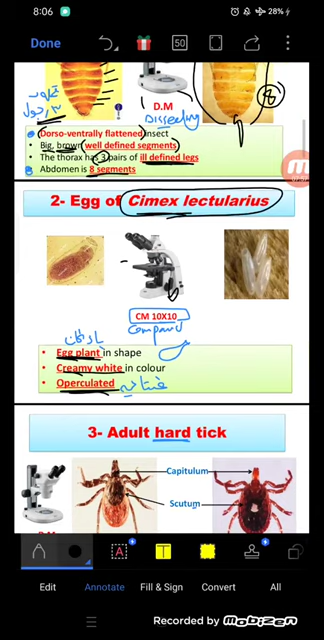 8:06
28%
Done
50
D.M
Dissecting
8
Dorso-ventrally flattened insect
Big, brown well defined segments
The thorax has 3 pairs of ill defined legs
Abdomen is 8 segments
2- Egg of Cimex lectularius
CM 10X10
Compound
باذنجان
Egg plant in shape
Creamy white in colour
Operculated
3- Adult hard tick
Capitulum
Scutum
A
T
Edit
Annotate
Fill & Sign
Convert
All
Recorded by mobizen